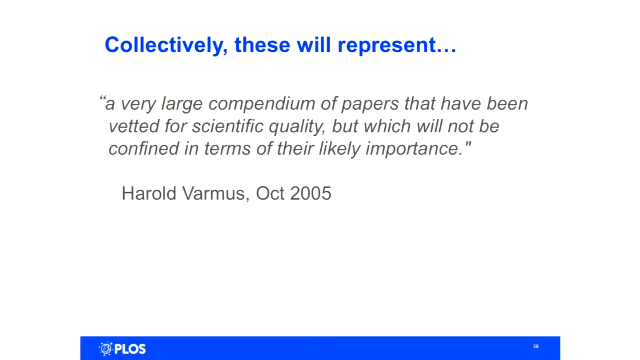 Collectively, these will represent…
“a very large compendium of papers that have been
vetted for scientific quality, but which will not be
confined in terms of their likely importance."
Harold Varmus, Oct 2005
PLOS
38